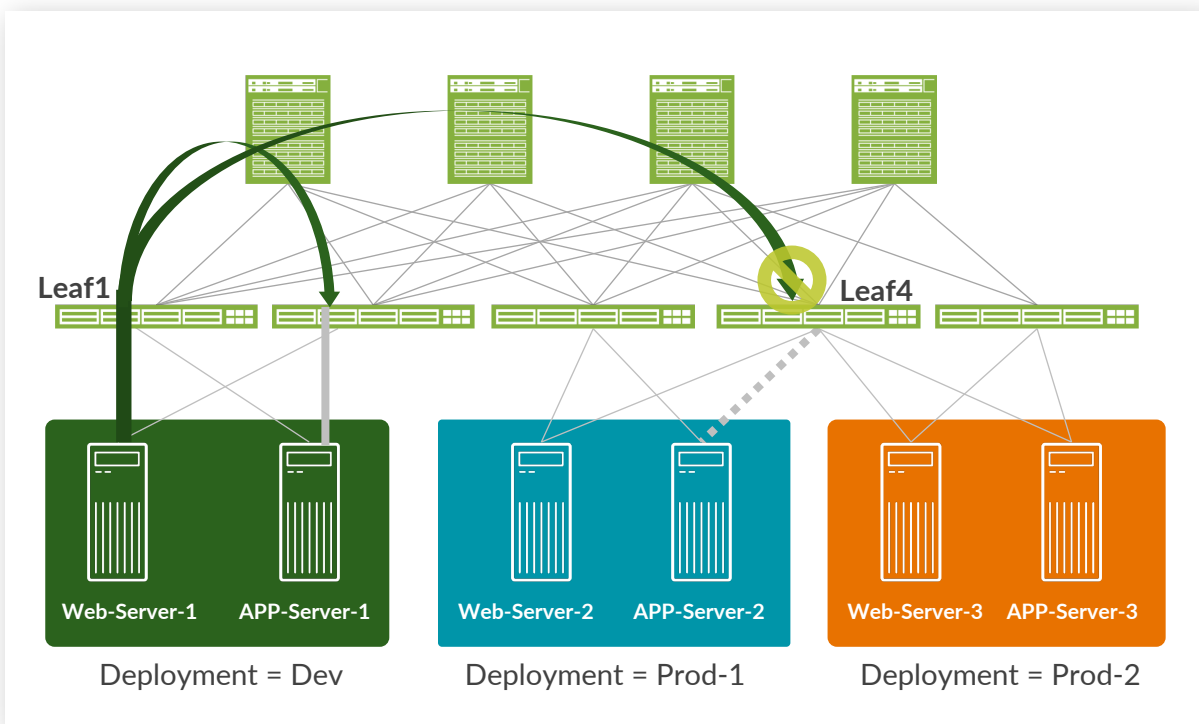 Leaf1
Leaf4
Web-Server-1
APP-Server-1
Web-Server-2
APP-Server-2
Web-Server-3
APP-Server-3
Deployment = Dev
Deployment = Prod-1
Deployment = Prod-2